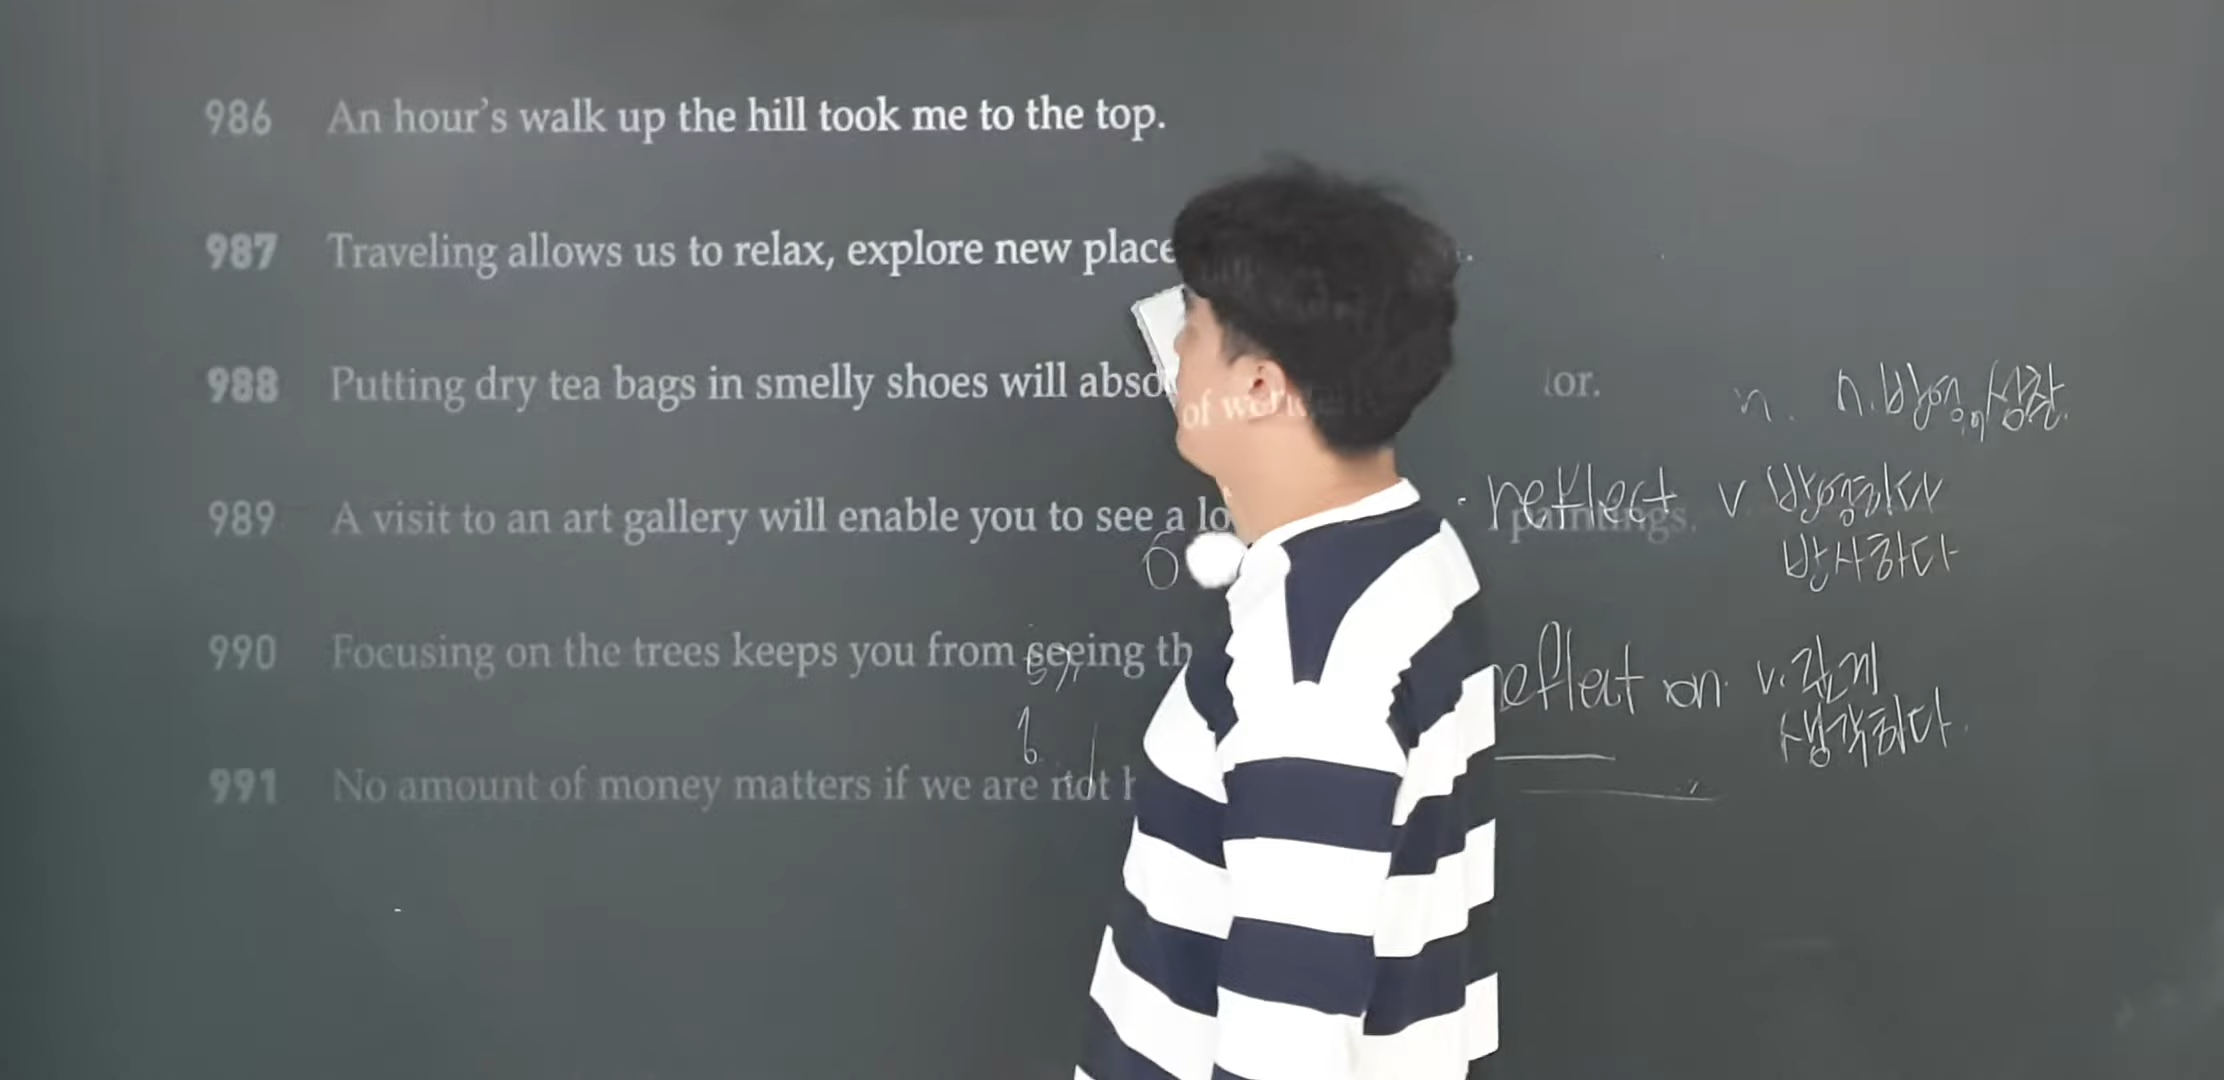 986 An hour's walk up the hill took me to the top.
987 Traveling allows us to relax, explore new place
988 Putting dry tea bags in smelly shoes will abso lor.
of
n. n.반영, 성찰
989 A visit to an art gallery will enable you to see a lo paintings.
reflect v 반영하다
반사하다
990 Focusing on the trees keeps you from seeing th
reflect on v.깊게
생각하다.
991 No amount of money matters if we are not h